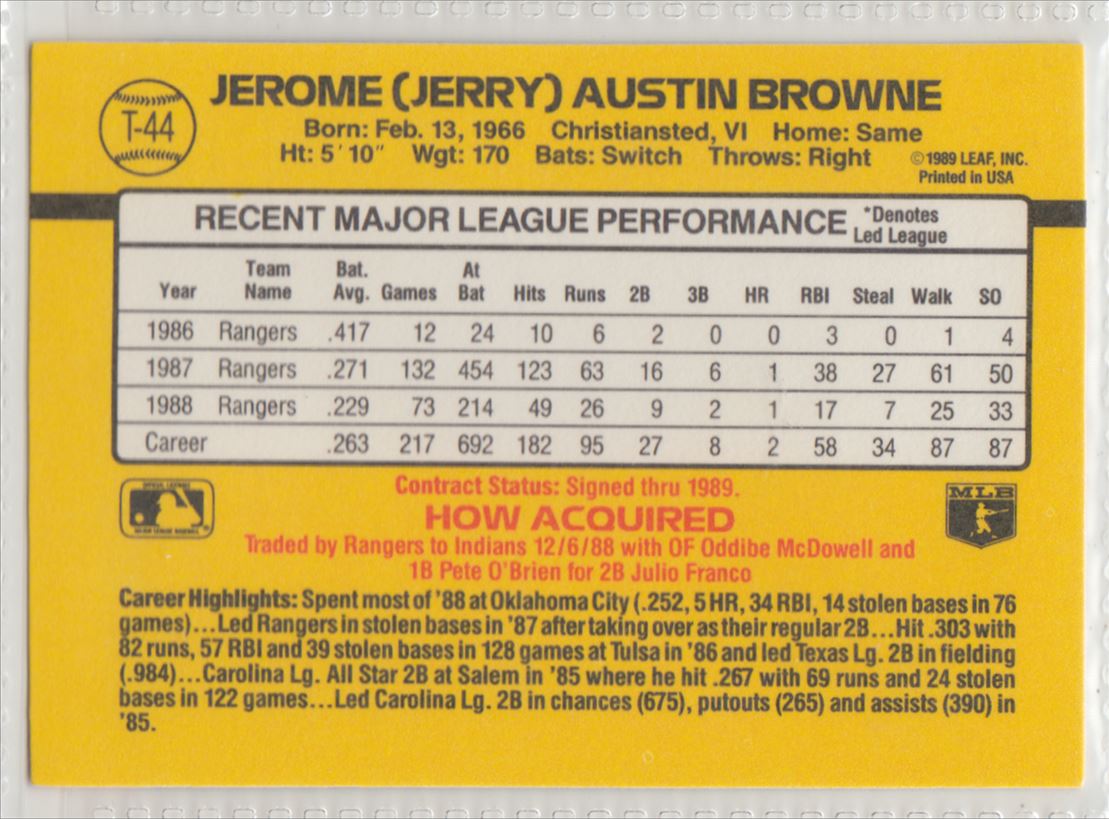 T-44
JEROME (JERRY) AUSTIN BROWNE
Born: Feb. 13, 1966 Christiansted, VI Home: Same
Ht: 5' 10" Wgt: 170 Bats: Switch Throws: Right
©1989 LEAF, INC.
Printed in USA
RECENT MAJOR LEAGUE PERFORMANCE
*Denotes
Led League
Year Team Name Bat. Avg. Games At Bat Hits Runs 2B 3B HR RBI Steal Walk SO
1986 Rangers .417 12 24 10 6 2 0 0 3 0 1 4
1987 Rangers .271 132 454 123 63 16 6 1 38 27 61 50
1988 Rangers .229 73 214 49 26 9 2 1 17 7 25 33
Career .263 217 692 182 95 27 8 2 58 34 87 87
Contract Status: Signed thru 1989.
HOW ACQUIRED
MLB
Traded by Rangers to Indians 12/6/88 with OF Oddibe McDowell and
1B Pete O'Brien for 2B Julio Franco
Career Highlights: Spent most of '88 at Oklahoma City (.252, 5 HR, 34 RBI, 14 stolen bases in 76
games)...Led Rangers in stolen bases in '87 after taking over as their regular 2B...Hit .303 with
82 runs, 57 RBI and 39 stolen bases in 128 games at Tulsa in '86 and led Texas Lg. 2B in fielding
(.984)...Carolina Lg. All Star 2B at Salem in '85 where he hit .267 with 69 runs and 24 stolen
bases in 122 games...Led Carolina Lg. 2B in chances (675), putouts (265) and assists (390) in
'85.